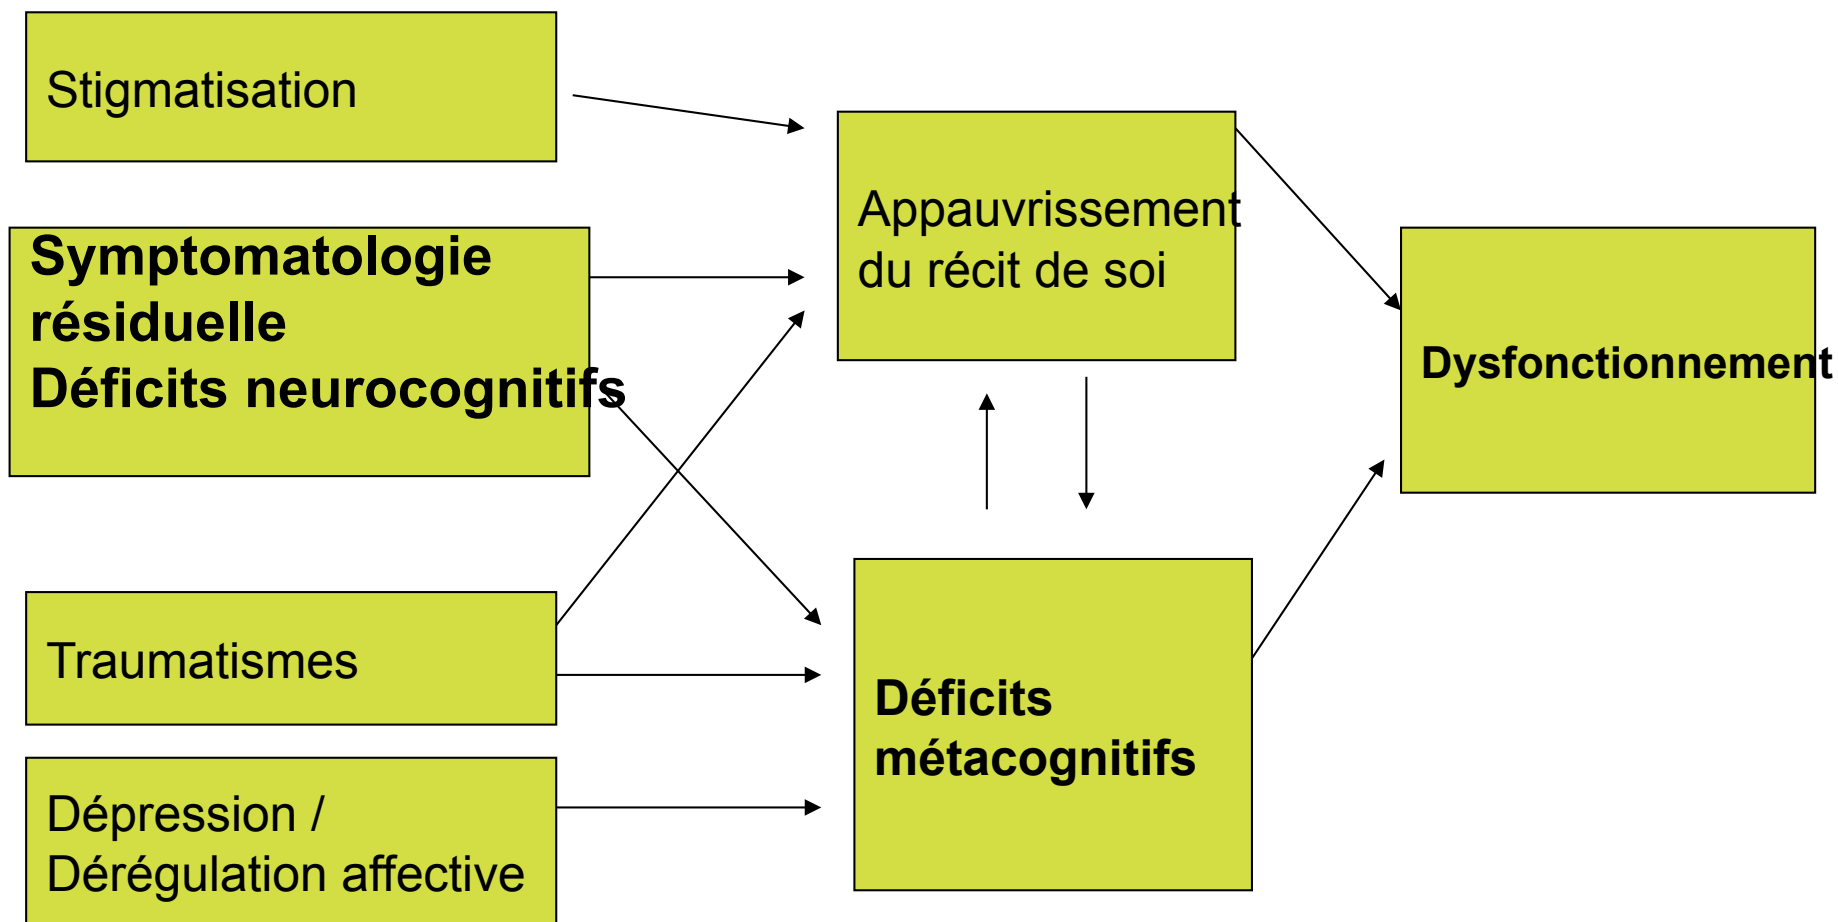 Stigmatisation
Symptomatologie
résiduelle
Déficits neurocognitifs
Traumatismes
Dépression /
Dérégulation affective
Appauvrissement
du récit de soi
Déficits
métacognitifs
Dysfonctionnement